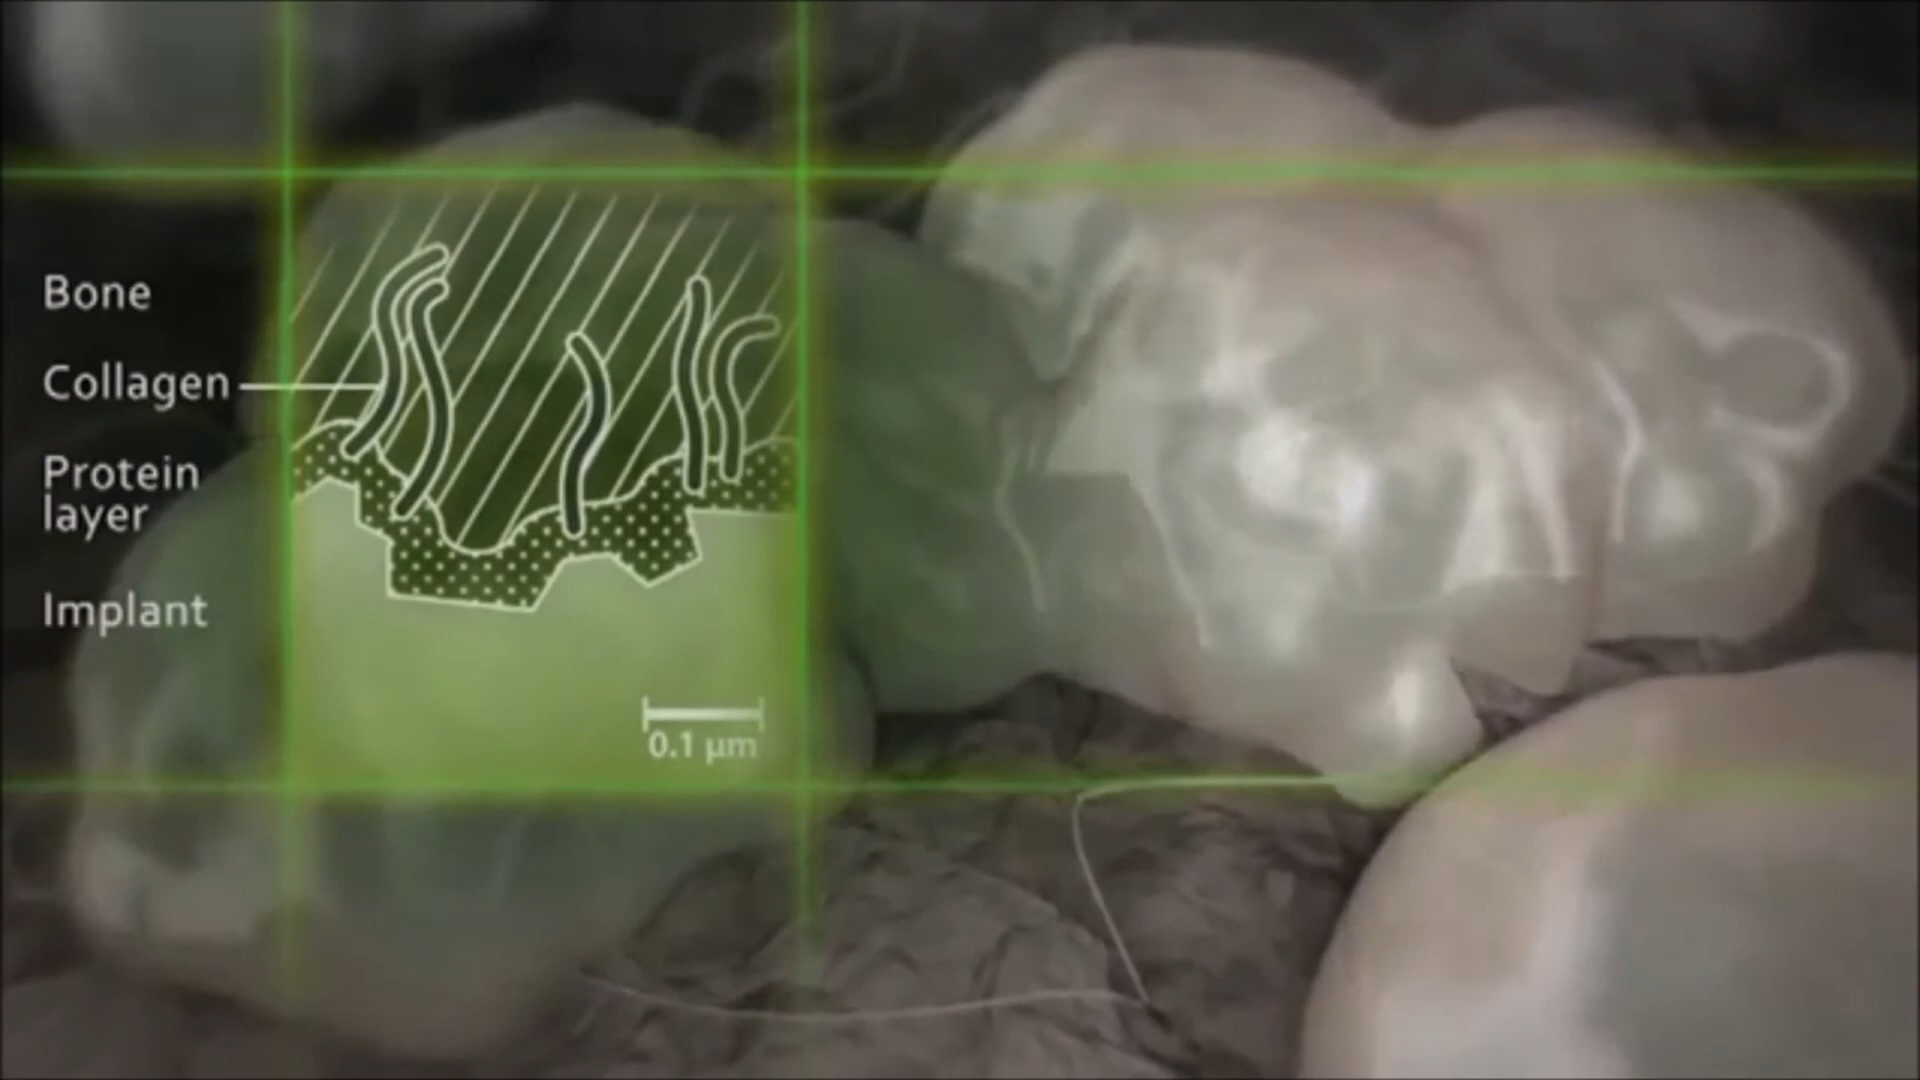 Bone
Collagen
Protein
layer
Implant
0.1 µm